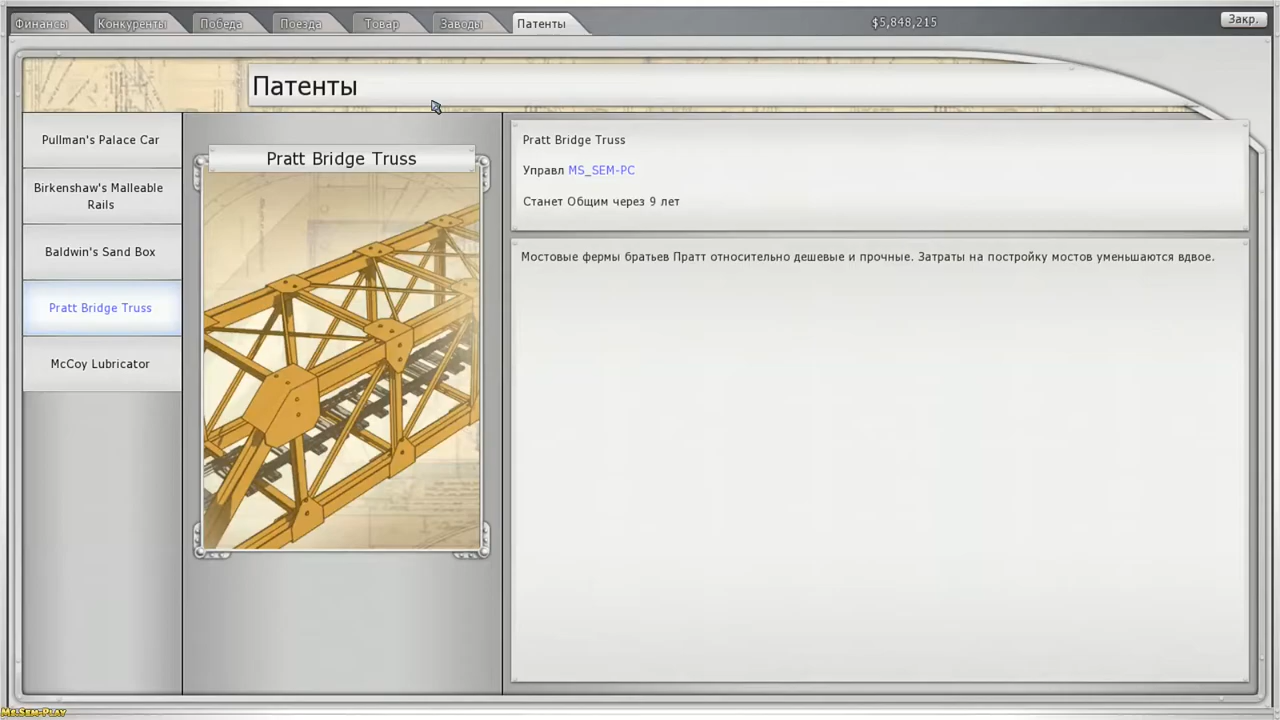 Финансы Конкуренты Победа Поезда Товар Заводы Патенты $5,848,215 Закр.
Патенты
Pullman's Palace Car
Birkenshaw's Malleable
Rails
Baldwin's Sand Box
Pratt Bridge Truss
McCoy Lubricator
Pratt Bridge Truss
Pratt Bridge Truss
Управл MS_SEM-PC
Станет Общим через 9 лет
Мостовые фермы братьев Пратт относительно дешевые и прочные. Затраты на постройку мостов уменьшаются вдвое.
Ms.Sem-Play